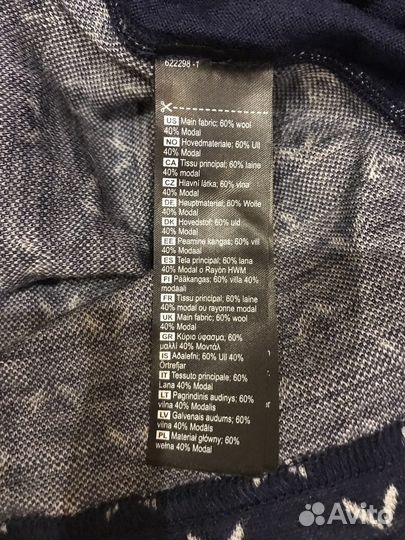 622298 -1
US Main fabric; 60% wool
40% Modal
NO Hovedmateriale; 60% Ull
40% Modal
CA Tissu principal; 60% laine
40% modal
CZ Hlavní látka; 60% vlna
40% Modal
DE Hauptmaterial; 60% Wolle
40% Modal
DK Hovedstof; 60% uld
40% Modal
EE Peamine kangas; 60% vill
40% Modal
ES Tela principal; 60% lana
40% Modal o Rayón HWM
FI Pääkangas; 60% villa 40%
modaali
FR Tissu principal; 60% laine
40% modal ou rayonne modal
UK Main fabric; 60% wool
40% Modal
GR Κύριο ύφασμα; 60%
μαλλί 40% Μοντάλ
IS Aðalefni; 60% Ull 40%
Örtrefjar
IT Tessuto principale; 60%
Lana 40% Modal
LT Pagrindinis audinys; 60%
vilna 40% Modalis
LV Galvenais audums; 60%
vilna 40% Modāls
PL Materiał główny; 60%
wełna 40% Modal
Avito